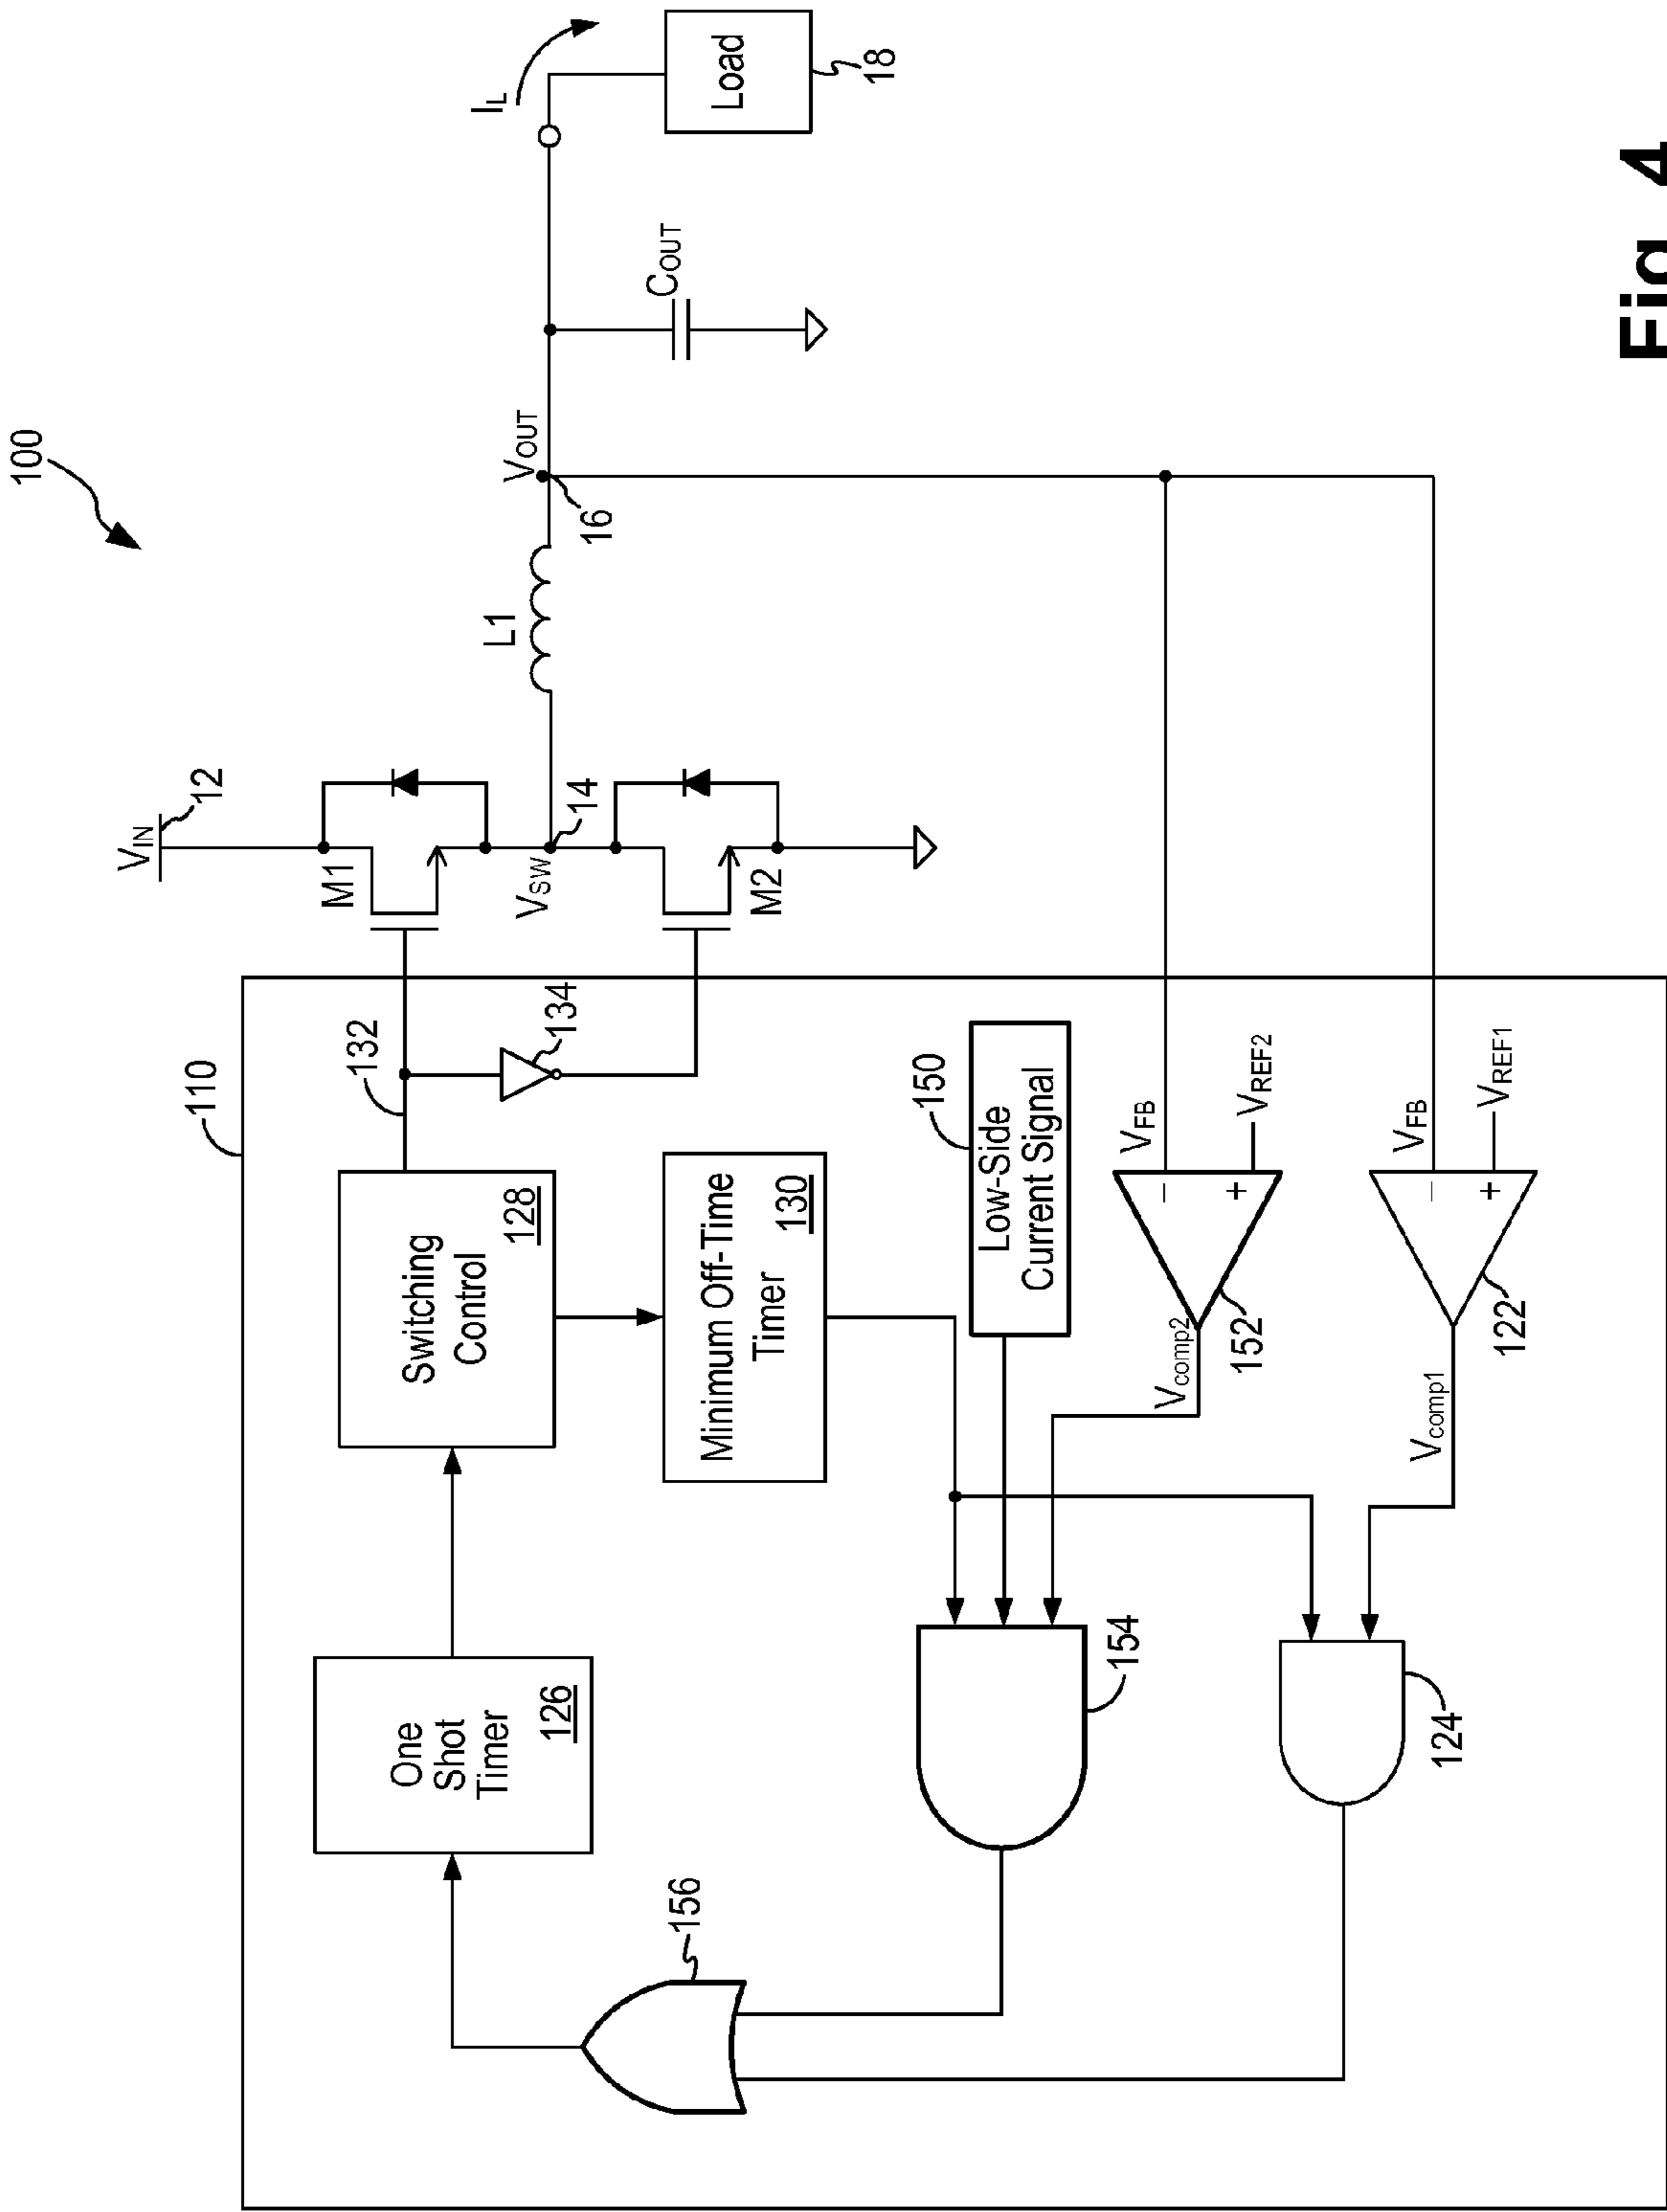 100
V_IN
12
M1
V_SW
14
M2
L1
V_OUT
16
C_OUT
I_L
Load
18
110
132
134
Switching
Control
128
One
Shot
Timer
126
Minimum Off-Time
Timer
130
150
Low-Side
Current Signal
V_FB
V_REF2
−
+
V_comp2
152
V_FB
V_REF1
−
+
V_comp1
122
154
124
156
Fig. 4